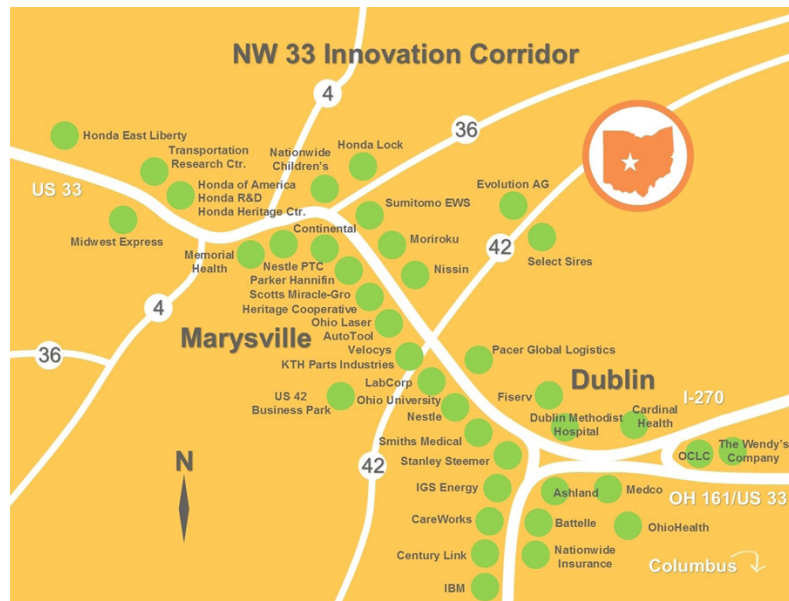 NW 33 Innovation Corridor
4
36
Honda East Liberty
Transportation
Research Ctr.
Nationwide
Children's
Honda Lock
US 33
Honda of America
Honda R&D
Honda Heritage Ctr.
Evolution AG
Sumitomo EWS
Midwest Express
Continental
Moriroku
42
Select Sires
Memorial
Health
Nestle PTC
Nissin
Parker Hannifin
Scotts Miracle-Gro
Heritage Cooperative
4
Ohio Laser
Marysville
AutoTool
Velocys
36
KTH Parts Industries
Pacer Global Logistics
LabCorp
Dublin
US 42
Business Park
Ohio University
Fiserv
I-270
Nestle
Dublin Methodist
Hospital
Cardinal
Health
Smiths Medical
OCLC
The Wendy's
Company
42
Stanley Steemer
N
IGS Energy
Ashland
Medco
OH 161/US 33
CareWorks
Battelle
OhioHealth
Century Link
Nationwide
Insurance
Columbus
IBM